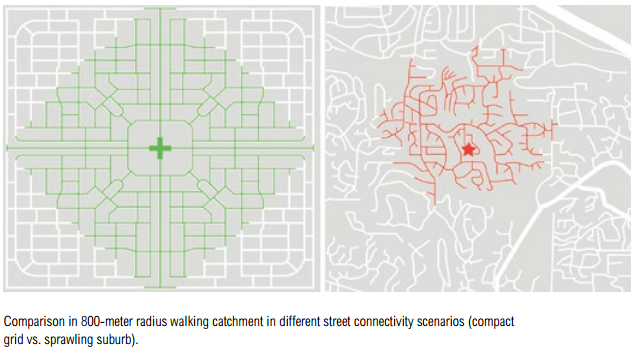 Comparison in 800-meter radius walking catchment in different street connectivity scenarios (compact
grid vs. sprawling suburb).